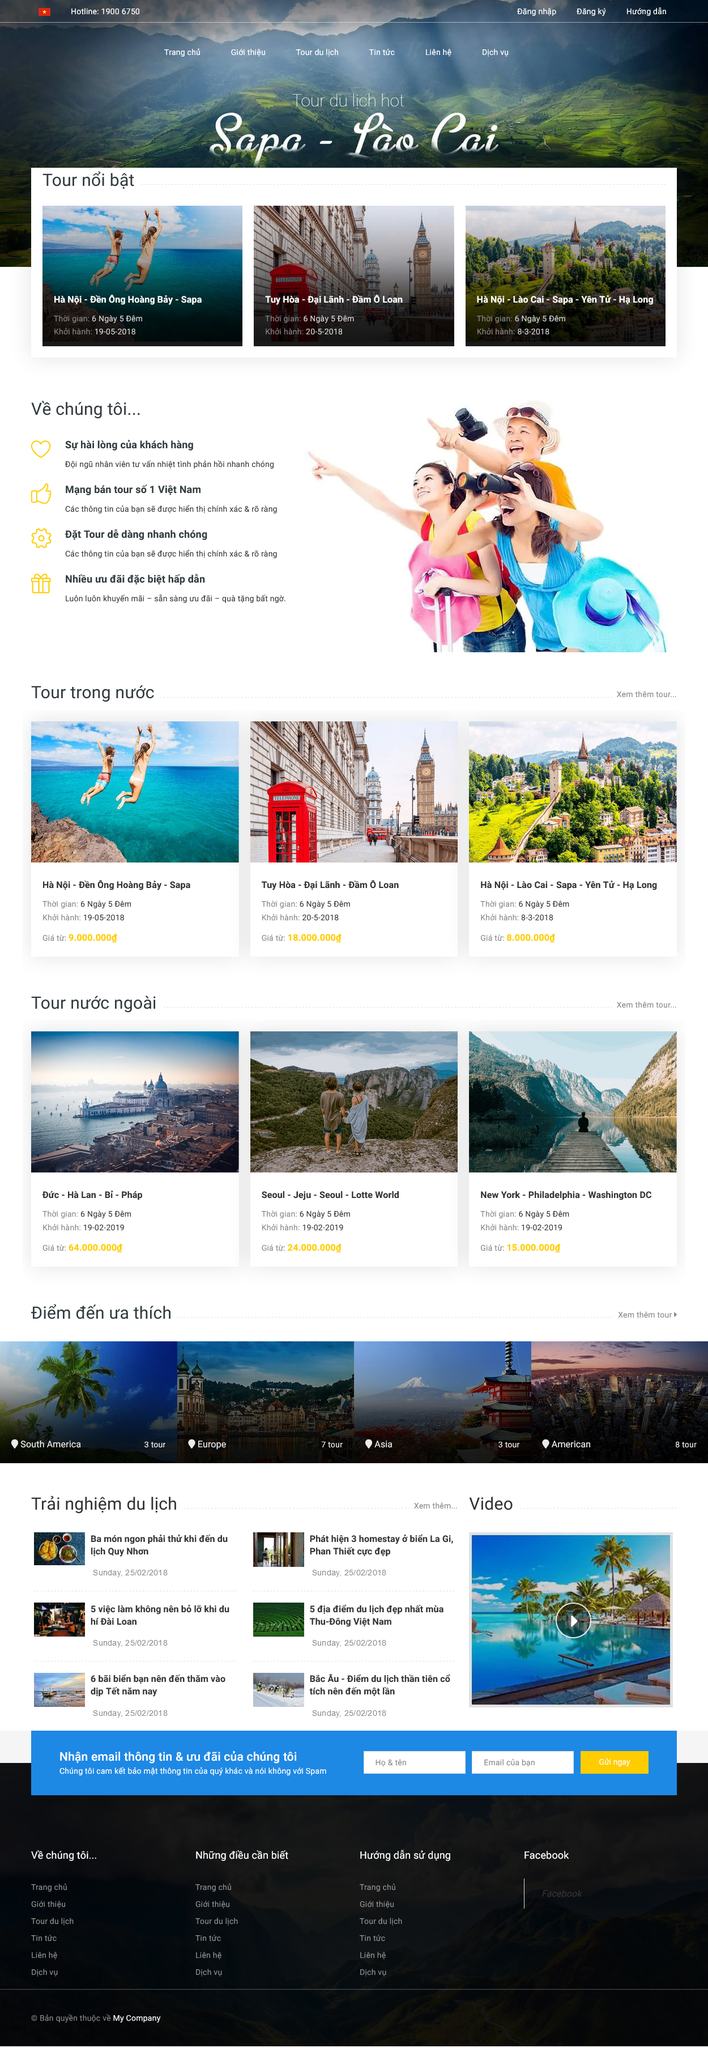 Hotline: 1900 6750
Đăng nhập
Đăng ký
Hướng dẫn
Trang chủ
Giới thiệu
Tour du lịch
Tin tức
Liên hệ
Dịch vụ
Tour du lich hot
Sapa - Lào Cai
Tour nổi bật
Hà Nội - Đền Ông Hoàng Bảy - Sapa
Thời gian: 6 Ngày 5 Đêm
Khởi hành: 19-05-2018
Tuy Hòa - Đại Lãnh - Đầm Ô Loan
Thời gian: 6 Ngày 5 Đêm
Khởi hành: 20-5-2018
Hà Nội - Lào Cai - Sapa - Yên Tử - Hạ Long
Thời gian: 6 Ngày 5 Đêm
Khởi hành: 8-3-2018
Về chúng tôi...
Sự hài lòng của khách hàng
Đội ngũ nhân viên tư vấn nhiệt tình phản hồi nhanh chóng
Mạng bán tour số 1 Việt Nam
Các thông tin của bạn sẽ được hiển thị chính xác & rõ ràng
Đặt Tour dễ dàng nhanh chóng
Các thông tin của bạn sẽ được hiển thị chính xác & rõ ràng
Nhiều ưu đãi đặc biệt hấp dẫn
Luôn luôn khuyến mãi – sẵn sàng ưu đãi – quà tặng bất ngờ.
Tour trong nước
Xem thêm tour...
TELEPHONE
Hà Nội - Đền Ông Hoàng Bảy - Sapa
Thời gian: 6 Ngày 5 Đêm
Khởi hành: 19-05-2018
Giá từ: 9.000.000₫
Tuy Hòa - Đại Lãnh - Đầm Ô Loan
Thời gian: 6 Ngày 5 Đêm
Khởi hành: 20-5-2018
Giá từ: 18.000.000₫
Hà Nội - Lào Cai - Sapa - Yên Tử - Hạ Long
Thời gian: 6 Ngày 5 Đêm
Khởi hành: 8-3-2018
Giá từ: 8.000.000₫
Tour nước ngoài
Xem thêm tour...
Đức - Hà Lan - Bỉ - Pháp
Thời gian: 6 Ngày 5 Đêm
Khởi hành: 19-02-2019
Giá từ: 64.000.000₫
Seoul - Jeju - Seoul - Lotte World
Thời gian: 6 Ngày 5 Đêm
Khởi hành: 19-02-2019
Giá từ: 24.000.000₫
New York - Philadelphia - Washington DC
Thời gian: 6 Ngày 5 Đêm
Khởi hành: 19-02-2019
Giá từ: 15.000.000₫
Điểm đến ưa thích
Xem thêm tour
South America
3 tour
Europe
7 tour
Asia
3 tour
American
8 tour
Trải nghiệm du lịch
Xem thêm...
Ba món ngon phải thử khi đến du
lịch Quy Nhơn
Sunday, 25/02/2018
Phát hiện 3 homestay ở biển La Gi,
Phan Thiết cực đẹp
Sunday, 25/02/2018
5 việc làm không nên bỏ lỡ khi du
hí Đài Loan
Sunday, 25/02/2018
5 địa điểm du lịch đẹp nhất mùa
Thu-Đông Việt Nam
Sunday, 25/02/2018
6 bãi biển bạn nên đến thăm vào
dịp Tết năm nay
Sunday, 25/02/2018
Bắc Âu - Điểm du lịch thần tiên cổ
tích nên đến một lần
Sunday, 25/02/2018
Video
Nhận email thông tin & ưu đãi của chúng tôi
Chúng tôi cam kết bảo mật thông tin của quý khách và nói không với Spam
Họ & tên
Email của bạn
Gửi ngay
Về chúng tôi...
Trang chủ
Giới thiệu
Tour du lịch
Tin tức
Liên hệ
Dịch vụ
Những điều cần biết
Trang chủ
Giới thiệu
Tour du lịch
Tin tức
Liên hệ
Dịch vụ
Hướng dẫn sử dụng
Trang chủ
Giới thiệu
Tour du lịch
Tin tức
Liên hệ
Dịch vụ
Facebook
Facebook
© Bản quyền thuộc về My Company